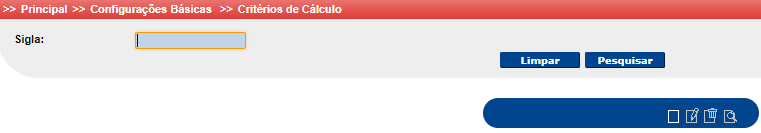 >> Principal >> Configurações Básicas >> Critérios de Cálculo
Sigla:
Limpar Pesquisar